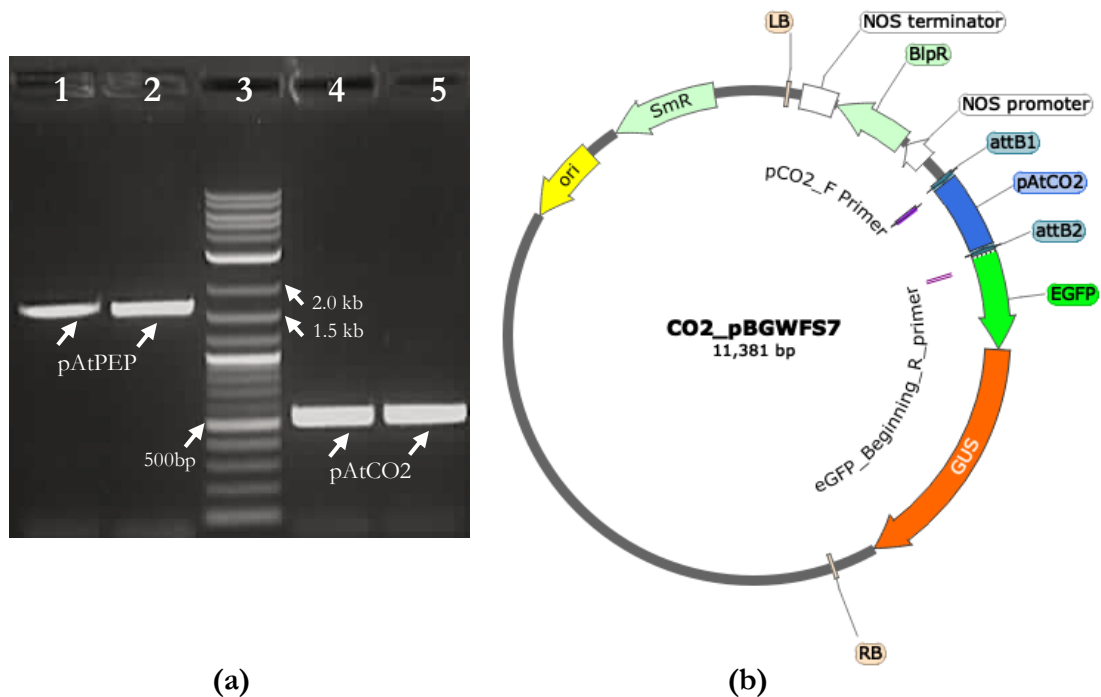 1 2 3 4 5
2.0 kb
1.5 kb
pAtPEP
500bp
pAtCO2
(a)
LB
NOS terminator
BlpR
NOS promoter
attB1
pAtCO2
attB2
EGFP
GUS
RB
ori
SmR
pCO2_F Primer
eGFP_Beginning_R_primer
CO2_pBGWFS7
11,381 bp
(b)